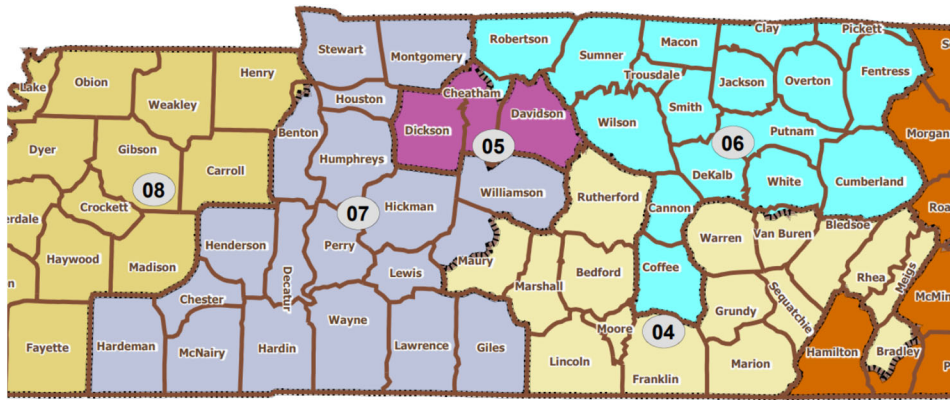 Stewart
Montgomery
Robertson
Sumner
Macon
Clay
Pickett
Lake
Obion
Weakley
Henry
Houston
Cheatham
Trousdale
Jackson
Overton
Fentress
Dyer
Gibson
Carroll
Benton
Humphreys
Dickson
Davidson
Wilson
Smith
Putnam
Morgan
05
06
08
07
Crockett
Williamson
Rutherford
DeKalb
White
Cumberland
Hickman
Cannon
Haywood
Madison
Henderson
Decatur
Perry
Lewis
Maury
Marshall
Bedford
Coffee
Warren
Van Buren
Bledsoe
Rhea
Meigs
Chester
Wayne
Moore
04
Grundy
Sequatchie
Fayette
Hardeman
McNairy
Hardin
Lawrence
Giles
Lincoln
Franklin
Marion
Hamilton
Bradley